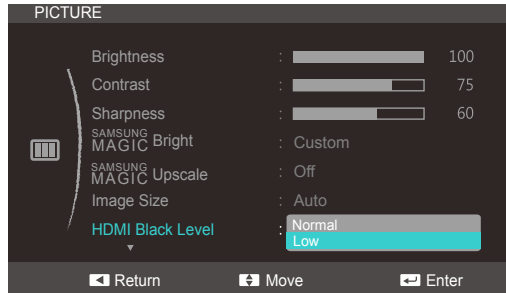 PICTURE
Brightness : 100
Contrast : 75
Sharpness : 60
SAMSUNG MAGIC Bright : Custom
SAMSUNG MAGIC Upscale : Off
Image Size : Auto
HDMI Black Level : Normal
Low
Return Move Enter